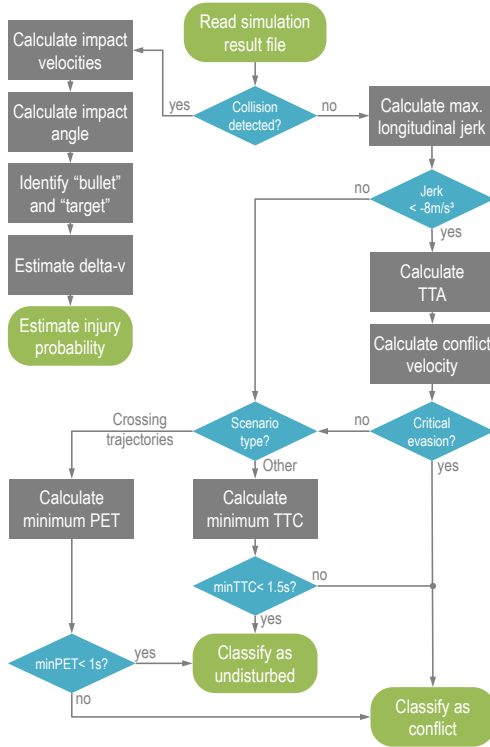 Read simulation
result file
Calculate impact
velocities
yes
Collision
detected?
no
Calculate max.
longitudinal jerk
Calculate impact
angle
Identify “bullet”
and “target”
no
Jerk
< -8m/s³
yes
Estimate delta-v
Calculate
TTA
Estimate injury
probability
Calculate conflict
velocity
Crossing
trajectories
Scenario
type?
no
Critical
evasion?
Other
yes
Calculate
minimum PET
Calculate
minimum TTC
minTTC< 1.5s?
no
yes
minPET< 1s?
yes
Classify as
undisturbed
no
Classify as
conflict